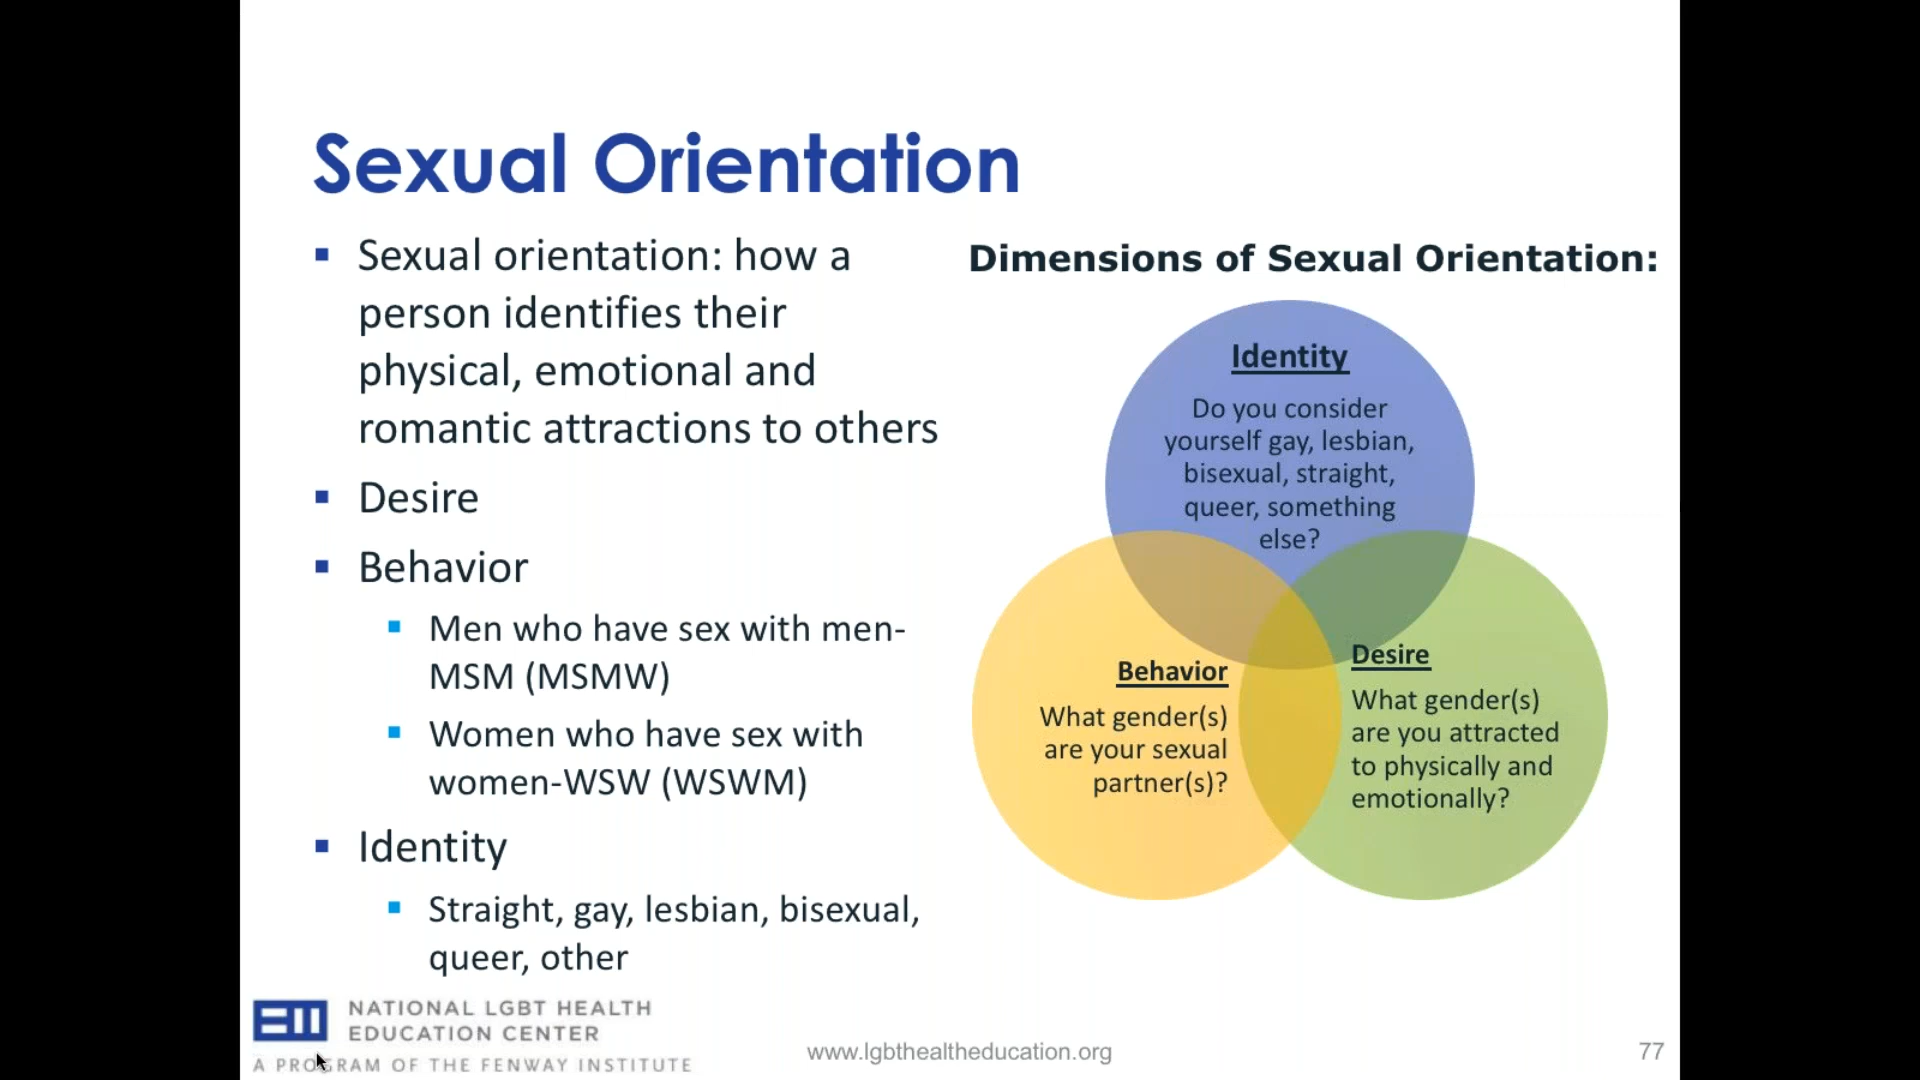 Sexual Orientation
Sexual orientation: how a
person identifies their
physical, emotional and
romantic attractions to others
Desire
Behavior
Men who have sex with men-
MSM (MSMW)
Women who have sex with
women-WSW (WSWM)
Identity
Straight, gay, lesbian, bisexual,
queer, other
Dimensions of Sexual Orientation:
Identity
Do you consider
yourself gay, lesbian,
bisexual, straight,
queer, something
else?
Behavior
What gender(s)
are your sexual
partner(s)?
Desire
What gender(s)
are you attracted
to physically and
emotionally?
NATIONAL LGBT HEALTH
EDUCATION CENTER
A PROGRAM OF THE FENWAY INSTITUTE
www.lgbthealtheducation.org
77